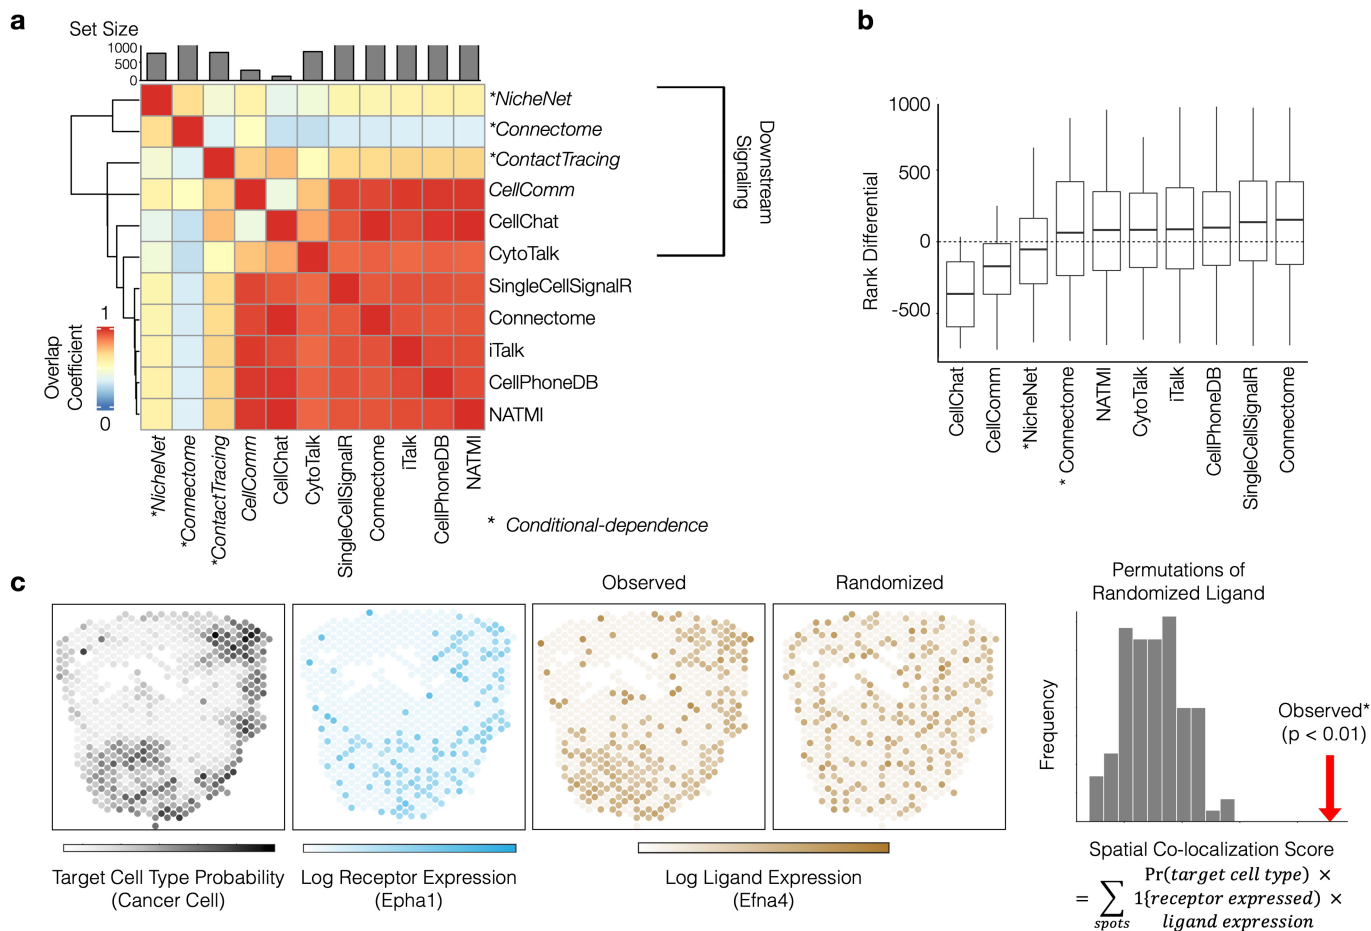 a
Set Size
1000
500
0
*NicheNet
*Connectome
*ContactTracing
CellComm
CellChat
CytoTalk
SingleCellSignalR
Connectome
iTalk
CellPhoneDB
NATMI
Downstream
Signaling
1
Overlap
Coefficient
0
*NicheNet
*Connectome
*ContactTracing
CellComm
CellChat
CytoTalk
SingleCellSignalR
Connectome
iTalk
CellPhoneDB
NATMI
* Conditional-dependence
b
1000
500
0
-500
Rank Differential
CellChat
CellComm
*NicheNet
* Connectome
NATMI
CytoTalk
iTalk
CellPhoneDB
SingleCellSignalR
Connectome
c
Observed
Randomized
Target Cell Type Probability
(Cancer Cell)
Log Receptor Expression
(Epha1)
Log Ligand Expression
(Efna4)
Permutations of
Randomized Ligand
Frequency
Observed*
(p < 0.01)
Spatial Co-localization Score
Pr(target cell type) ×
= ∑ 1{receptor expressed) ×
spots ligand expression